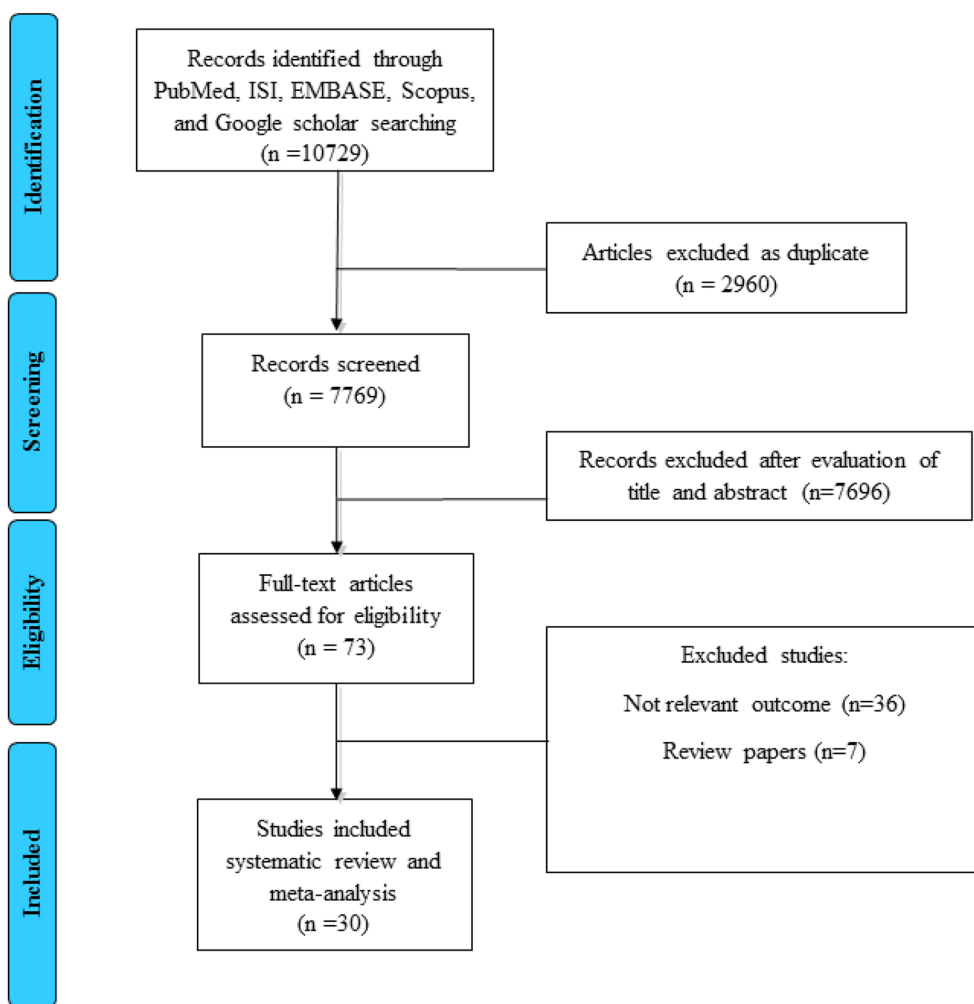 Identification
Records identified through
PubMed, ISI, EMBASE, Scopus,
and Google scholar searching
(n =10729)
Articles excluded as duplicate
(n = 2960)
Screening
Records screened
(n = 7769)
Records excluded after evaluation of
title and abstract (n=7696)
Eligibility
Full-text articles
assessed for eligibility
(n = 73)
Excluded studies:
Not relevant outcome (n=36)
Review papers (n=7)
Included
Studies included
systematic review and
meta-analysis
(n =30)